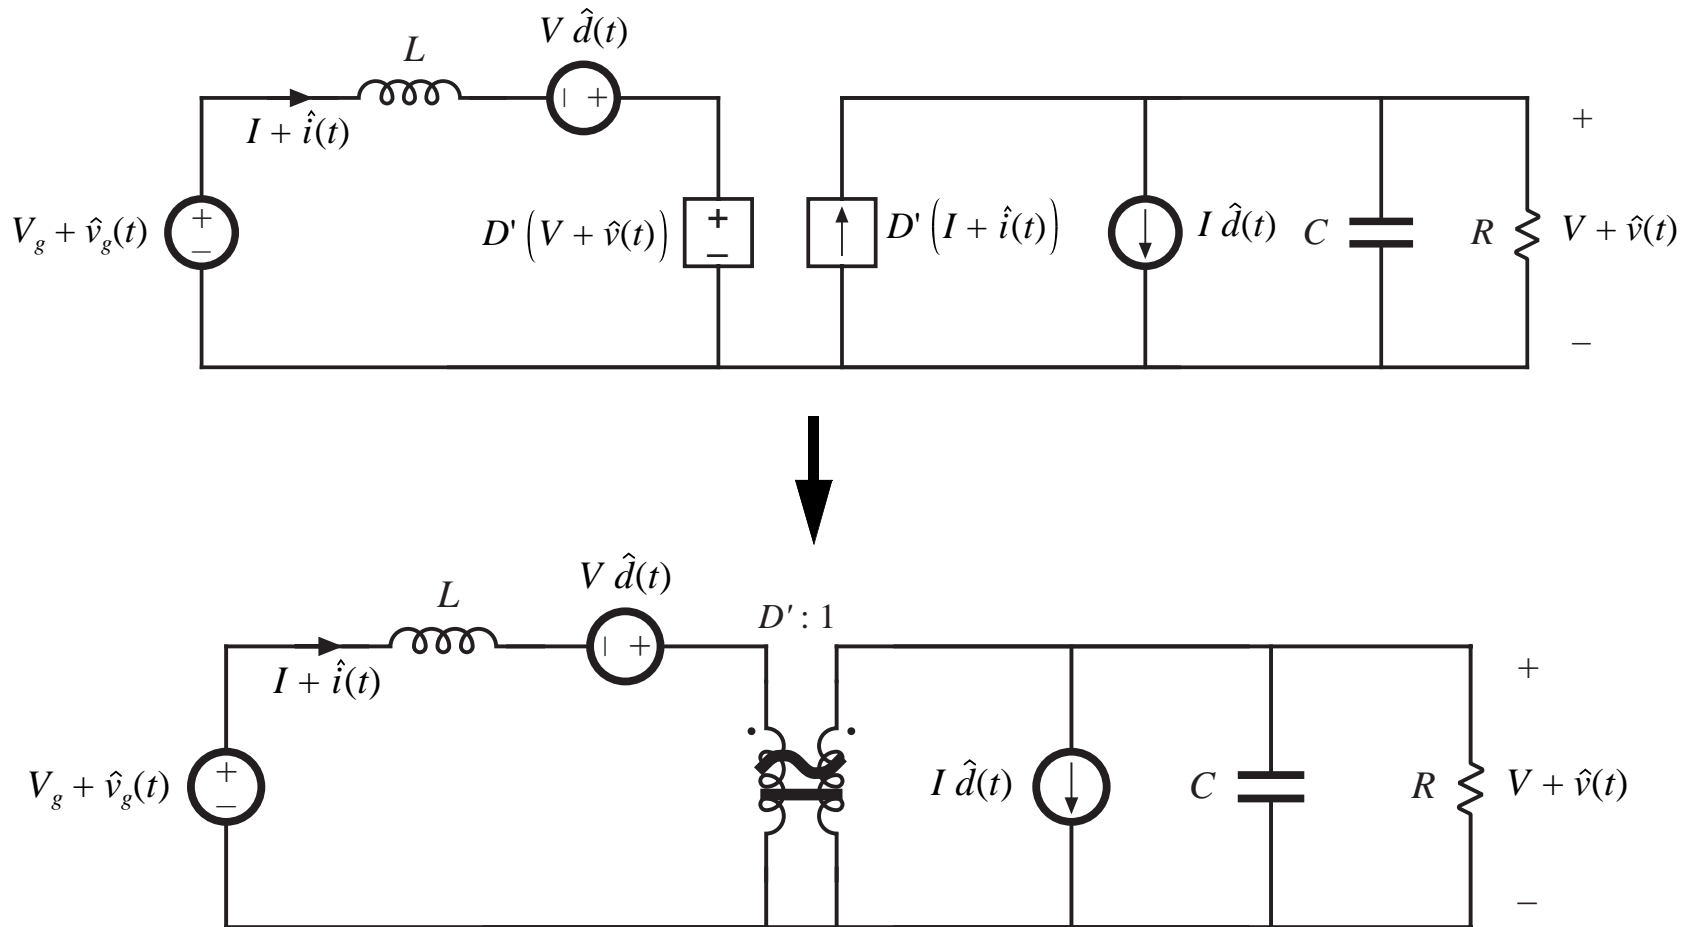 V d̂(t)
L
I + î(t)
+
V_g + v̂_g(t)
D' (V + v̂(t))
D' (I + î(t))
I d̂(t)
C
R
V + v̂(t)
–
V d̂(t)
L
D' : 1
I + î(t)
+
V_g + v̂_g(t)
I d̂(t)
C
R
V + v̂(t)
–